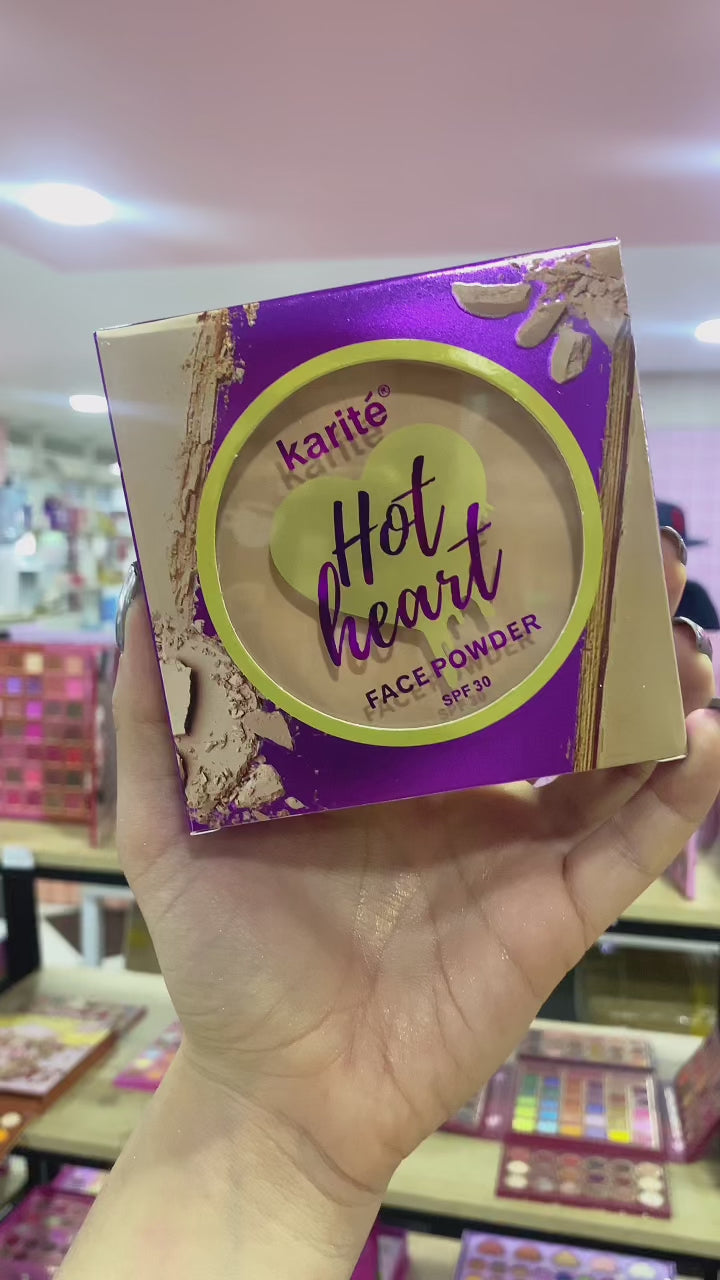 karité®
Hot
heart
FACE POWDER
SPF 30